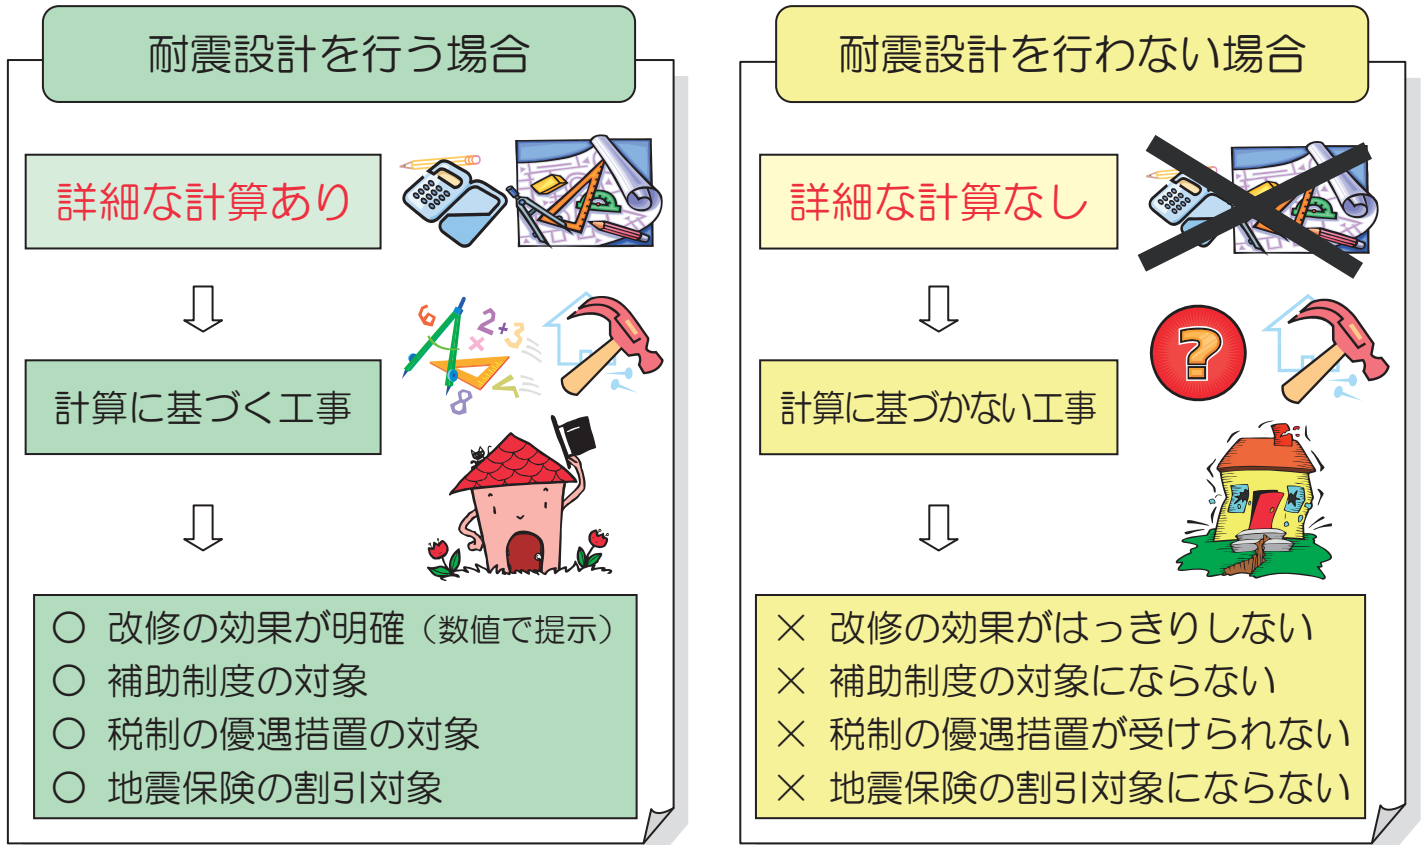 耐震設計を行う場合
詳細な計算あり
計算に基づく工事
○ 改修の効果が明確（数値で提示）
○ 補助制度の対象
○ 税制の優遇措置の対象
○ 地震保険の割引対象
耐震設計を行わない場合
詳細な計算なし
?
計算に基づかない工事
× 改修の効果がはっきりしない
× 補助制度の対象にならない
× 税制の優遇措置が受けられない
× 地震保険の割引対象にならない